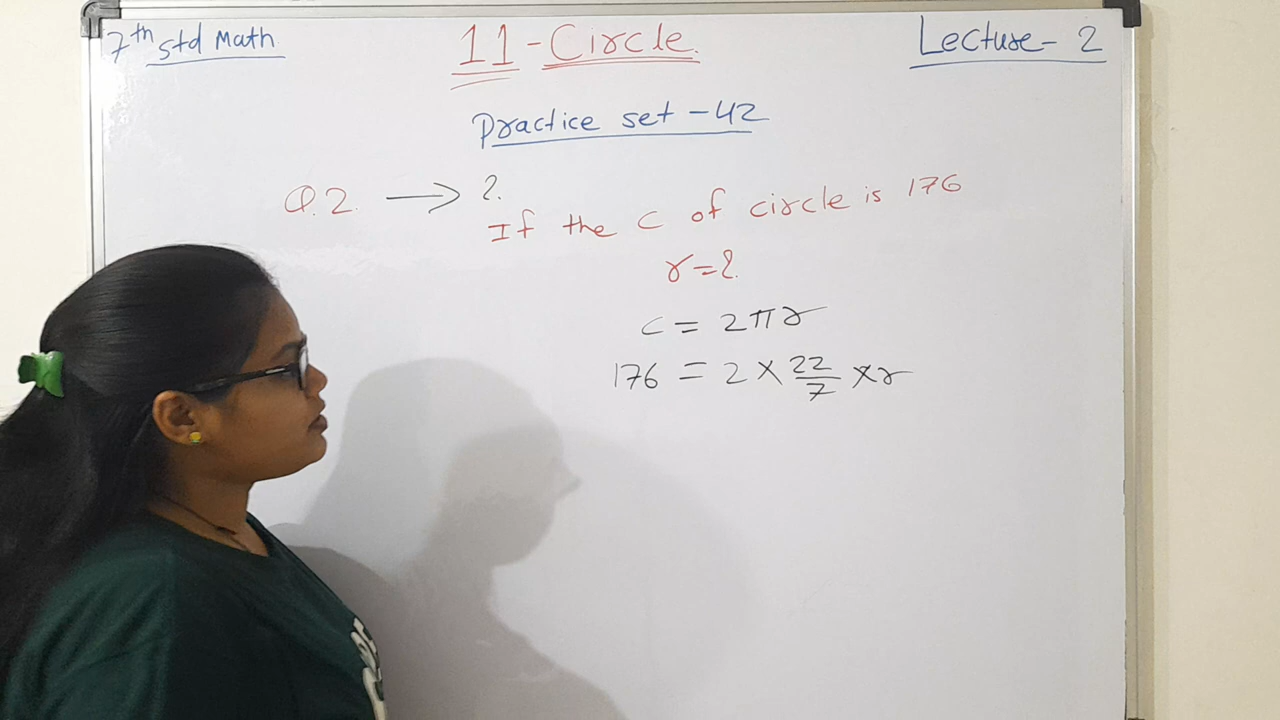 7th std Math
11 - Circle.
Lecture - 2
Practice set - 42
Q.2. → 2.
If the C of circle is 176
r = ?
C = 2πr
176 = 2 × 22/7 × r